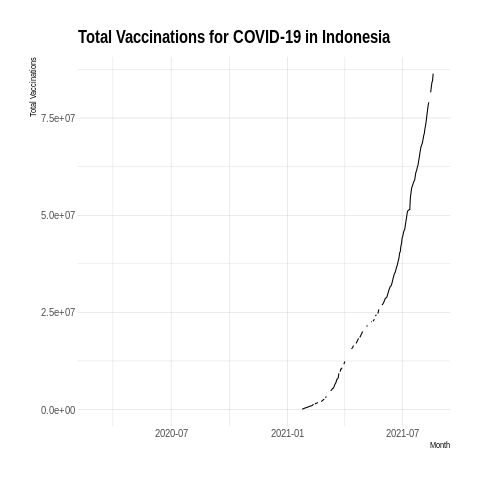 Total Vaccinations for COVID-19 in Indonesia
Total Vaccinations
7.5e+07
5.0e+07
2.5e+07
0.0e+00
2020-07
2021-01
2021-07
Month